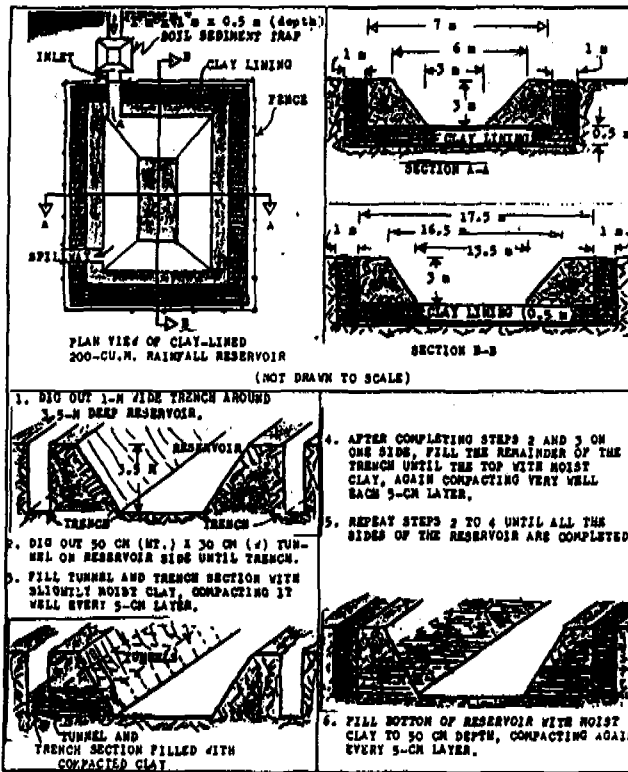 m x 0.5 m (depth)
SOIL SEDIMENT TRAP
INLET
B
CLAY LINING
FENCE
A
A
A
SPILLWAY
B
PLAN VIEW OF CLAY-LINED
200-CU.M. RAINFALL RESERVOIR
7 m
1 m
6 m
1 m
3 m
3 m
0.5 m
CLAY LINING
SECTION A-A
17.5 m
1 m
16.5 m
1 m
13.5 m
3 m
CLAY LINING (0.5 m
SECTION B-B
(NOT DRAWN TO SCALE)
1. DIG OUT 1-M WIDE TRENCH AROUND
3.5-M DEEP RESERVOIR.
RESERVOIR
3.5 M
TRENCH
TRENCH
2. DIG OUT 50 CM (HT.) X 30 CM (W) TUN-
NEL ON RESERVOIR SIDE UNTIL TRENCH.
3. FILL TUNNEL AND TRENCH SECTION WITH
SLIGHTLY MOIST CLAY, COMPACTING IT
WELL EVERY 5-CM LAYER.
TUNNELS
TUNNEL AND
TRENCH SECTION FILLED WITH
COMPACTED CLAY
4. AFTER COMPLETING STEPS 2 AND 3 ON
ONE SIDE, FILL THE REMAINDER OF THE
TRENCH UNTIL THE TOP WITH MOIST
CLAY, AGAIN COMPACTING VERY WELL
EACH 5-CM LAYER.
5. REPEAT STEPS 2 TO 4 UNTIL ALL THE
SIDES OF THE RESERVOIR ARE COMPLETED
6. FILL BOTTOM OF RESERVOIR WITH MOIST
CLAY TO 50 CM DEPTH, COMPACTING AGAI
EVERY 5-CM LAYER.